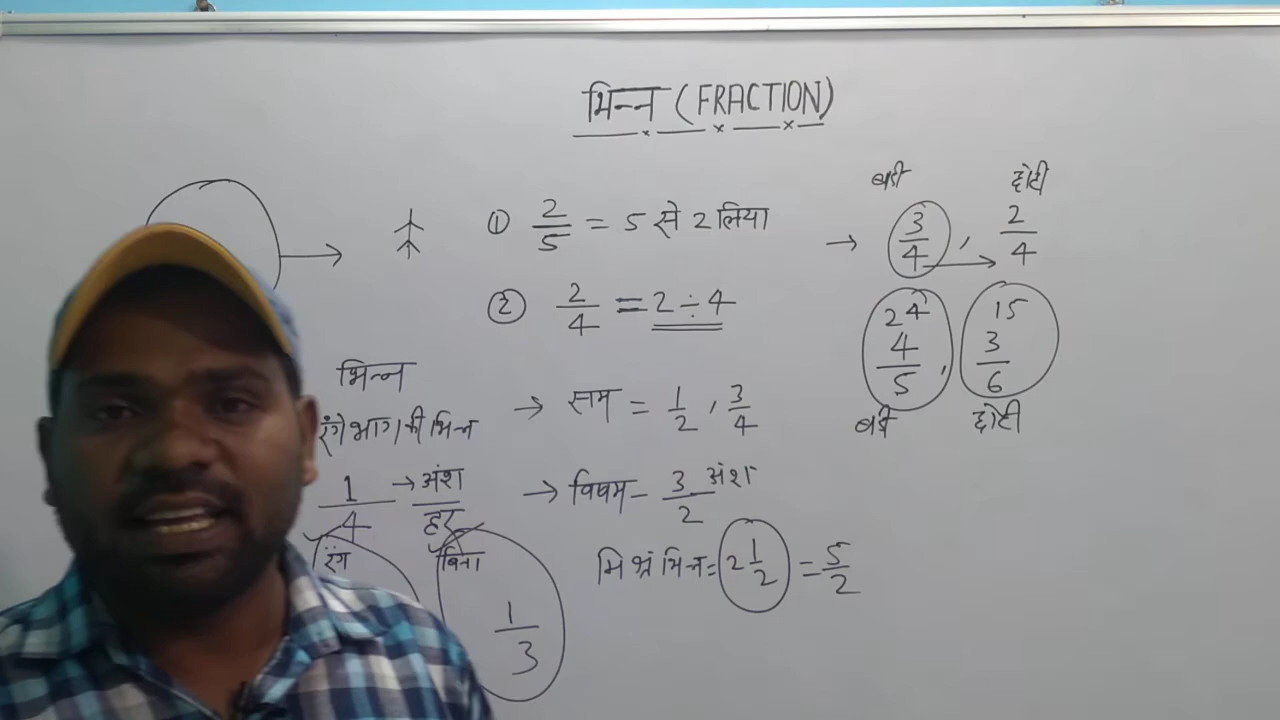 भिन्न (FRACTION)
① 2/5 = 5 से 2 लिया
② 2/4 = 2 ÷ 4
भिन्न
रंगे भाग की भिन्न
1/4 → अंश/हर
रंग बिना
1/3
→ सम = 1/2 , 3/4
→ विषम - 3/2 अंश
मिश्र भिन्न = 2 1/2 = 5/2
बड़ी छोटी
→ 3/4 , 2/4
24 15
4/5 , 3/6
बड़ी छोटी